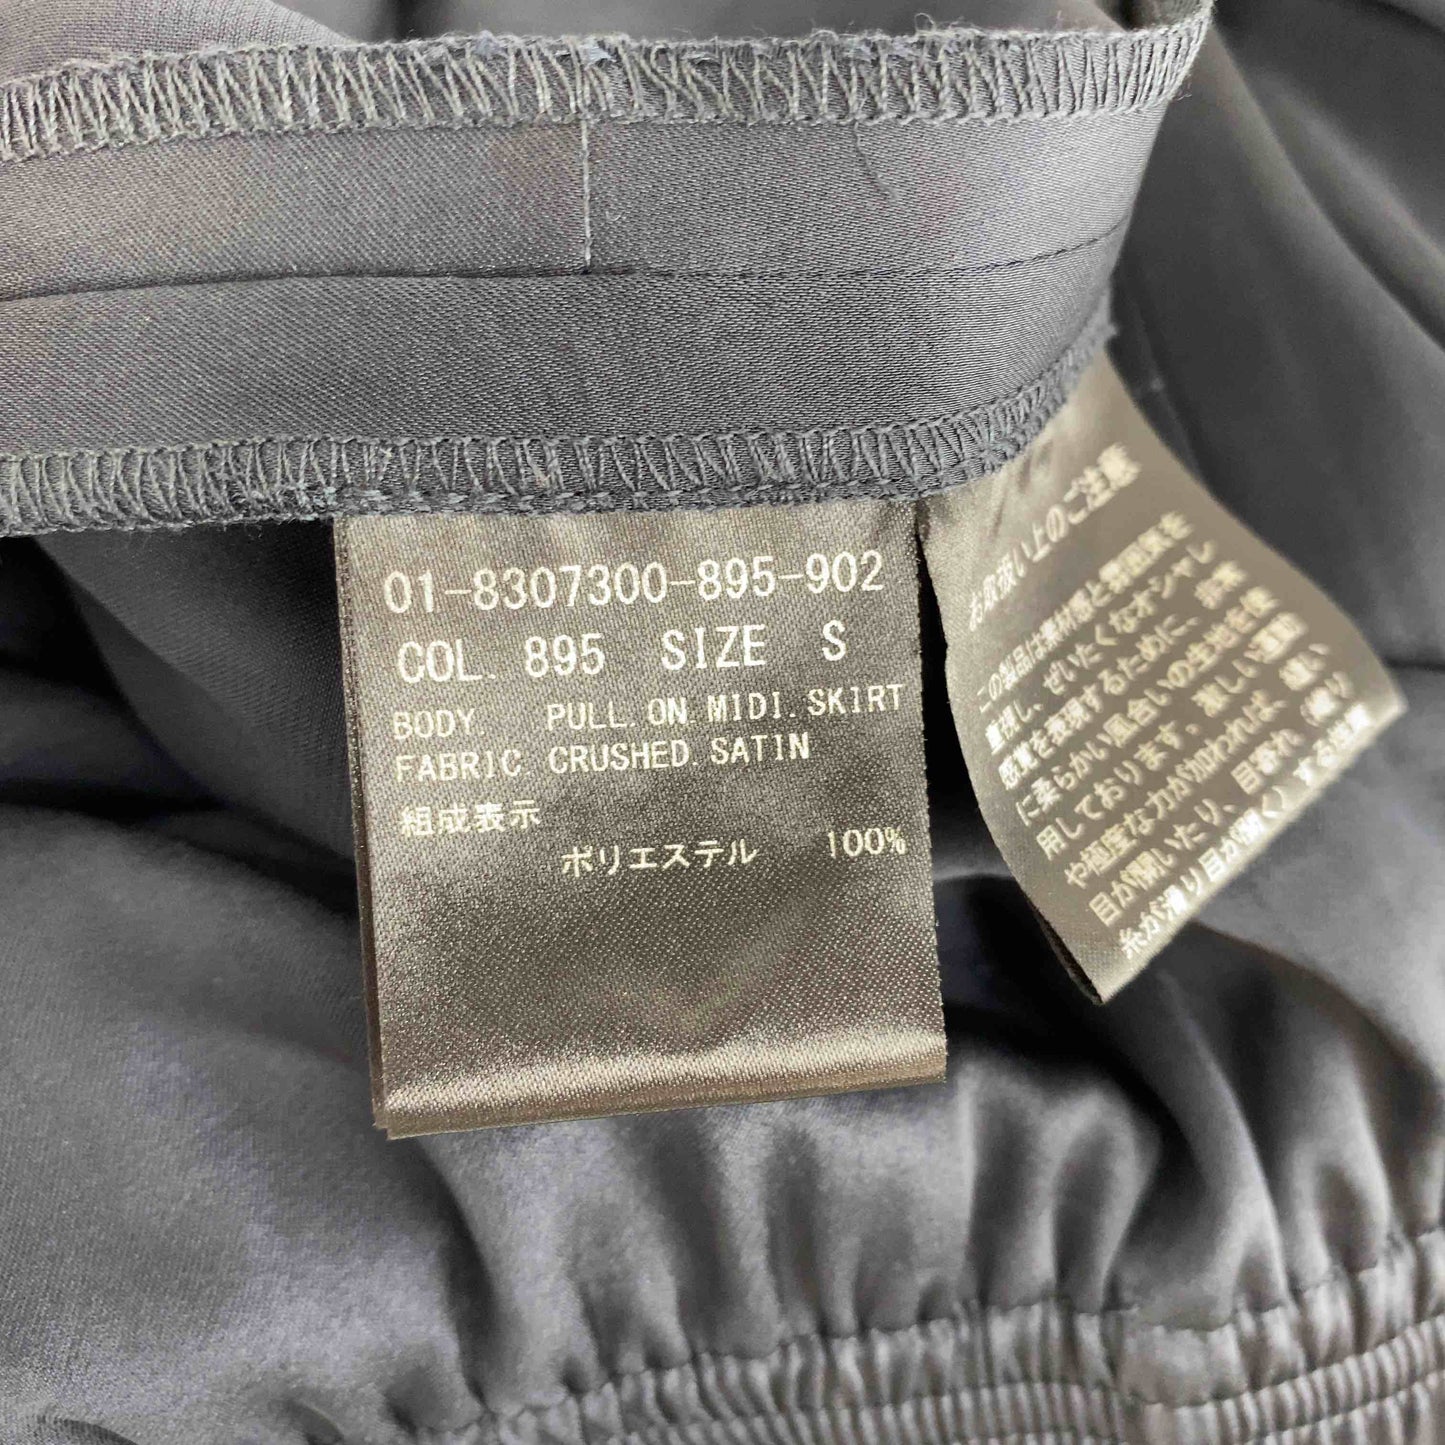 01-8307300-895-902
COL. 895 SIZE S
BODY. PULL.ON.MIDI.SKIRT
FABRIC.CRUSHED.SATIN
組成表示
ポリエステル 100%
お取扱い上のご注意
この製品は素材感と雰囲気を
重視し、ぜいたくなオシャレ
感覚を表現するために、非常
に柔らかい風合いの生地を使
用しております。激しい運動
や極度な力が加われば、縫い
目が開いたり、目寄れ（織り
糸が滑り目が開く）する